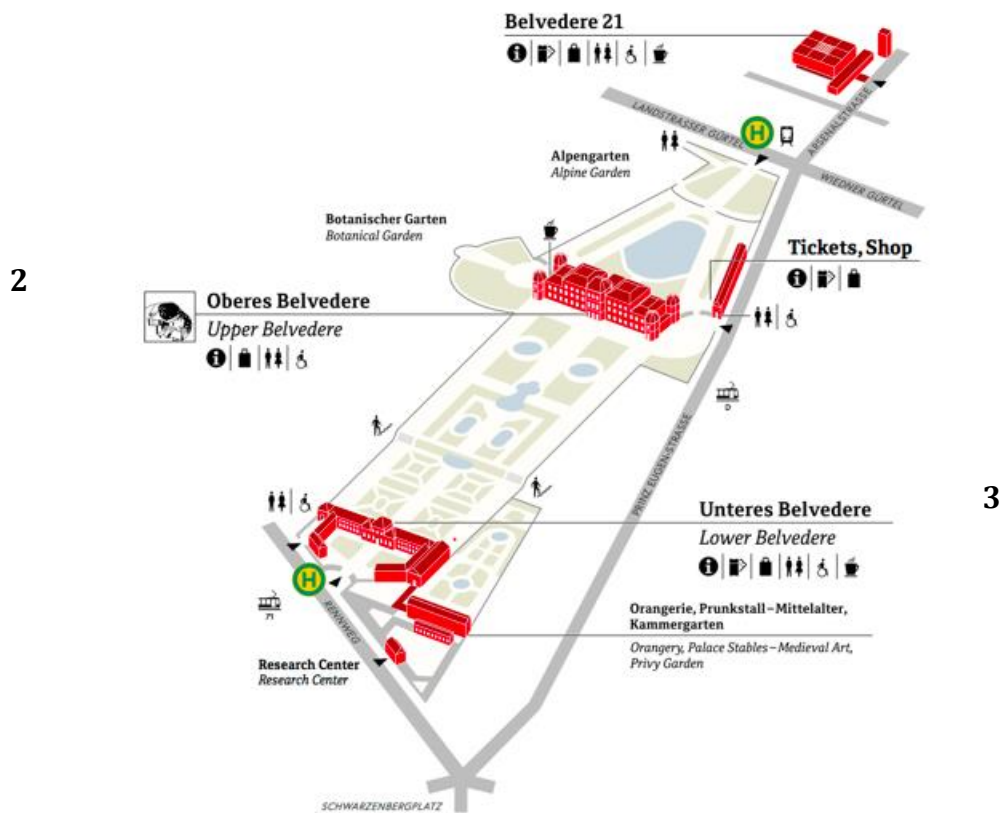 Belvedere 21
LANDSTRASSER GÜRTEL
H
ARSENALSTRASSE
WIEDNER GÜRTEL
Alpengarten
Alpine Garden
Botanischer Garten
Botanical Garden
Tickets, Shop
2
Oberes Belvedere
Upper Belvedere
D
PRINZ EUGEN-STRASSE
3
Unteres Belvedere
Lower Belvedere
H
71
RENNWEG
Orangerie, Prunkstall – Mittelalter,
Kammergarten
Orangery, Palace Stables – Medieval Art,
Privy Garden
Research Center
Research Center
SCHWARZENBERGPLATZ